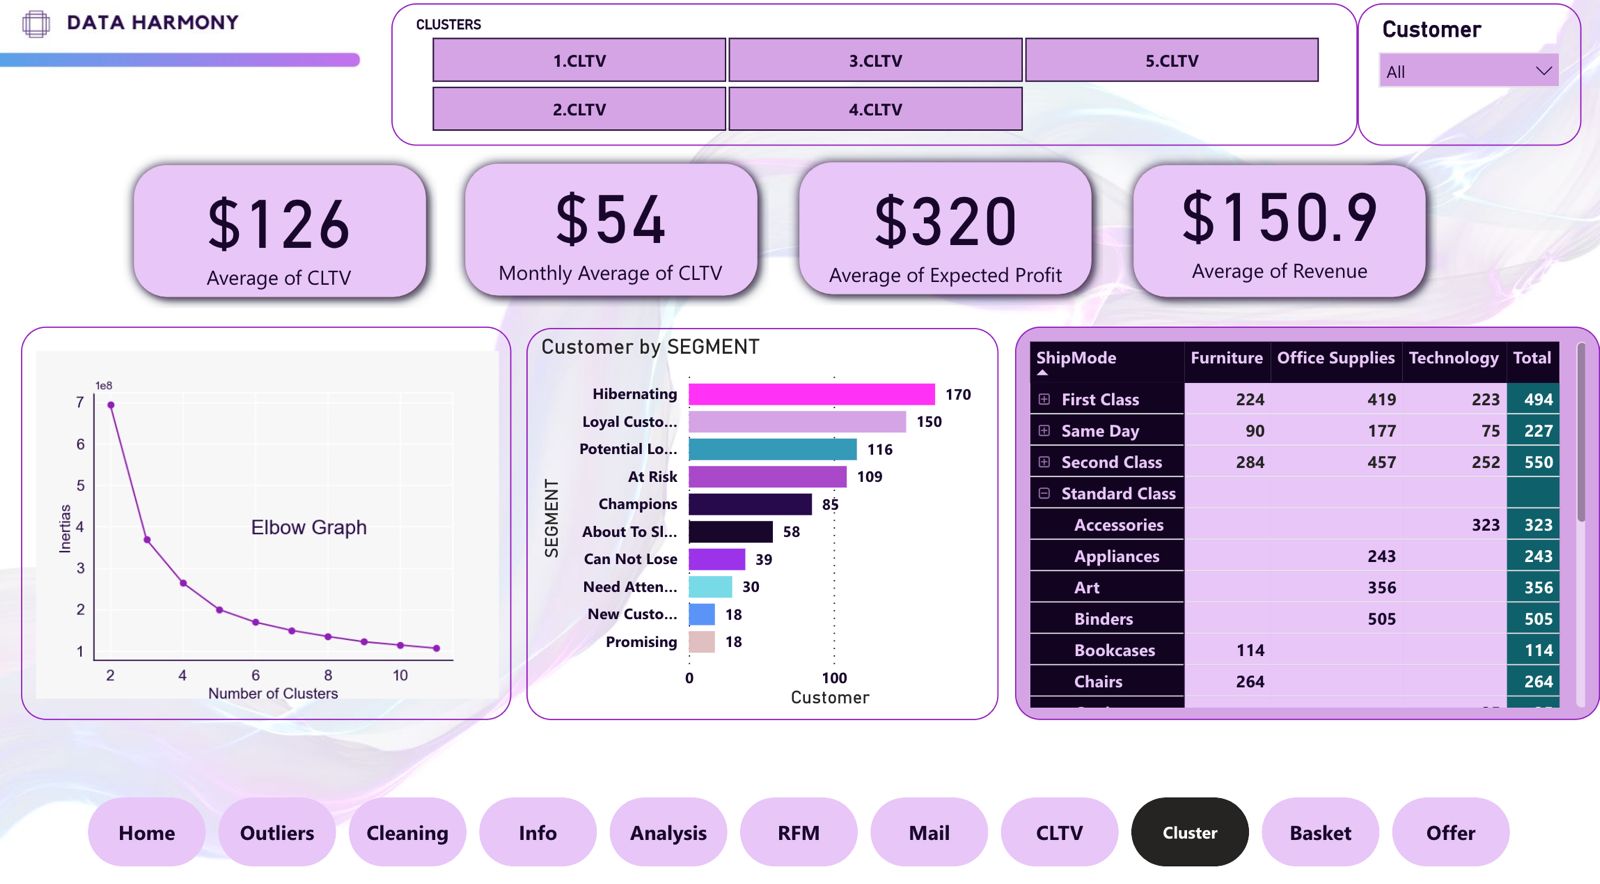 DATA HARMONY
CLUSTERS
1.CLTV
3.CLTV
5.CLTV
2.CLTV
4.CLTV
Customer
All
$126
Average of CLTV
$54
Monthly Average of CLTV
$320
Average of Expected Profit
$150.9
Average of Revenue
1e8
7
6
5
4
3
2
1
Inertias
Elbow Graph
2 4 6 8 10
Number of Clusters
Customer by SEGMENT
SEGMENT
Hibernating 170
Loyal Custo... 150
Potential Lo... 116
At Risk 109
Champions 85
About To Sl... 58
Can Not Lose 39
Need Atten... 30
New Custo... 18
Promising 18
0 100
Customer
ShipMode Furniture Office Supplies Technology Total
First Class 224 419 223 494
Same Day 90 177 75 227
Second Class 284 457 252 550
Standard Class
Accessories 323 323
Appliances 243 243
Art 356 356
Binders 505 505
Bookcases 114 114
Chairs 264 264
Home
Outliers
Cleaning
Info
Analysis
RFM
Mail
CLTV
Cluster
Basket
Offer